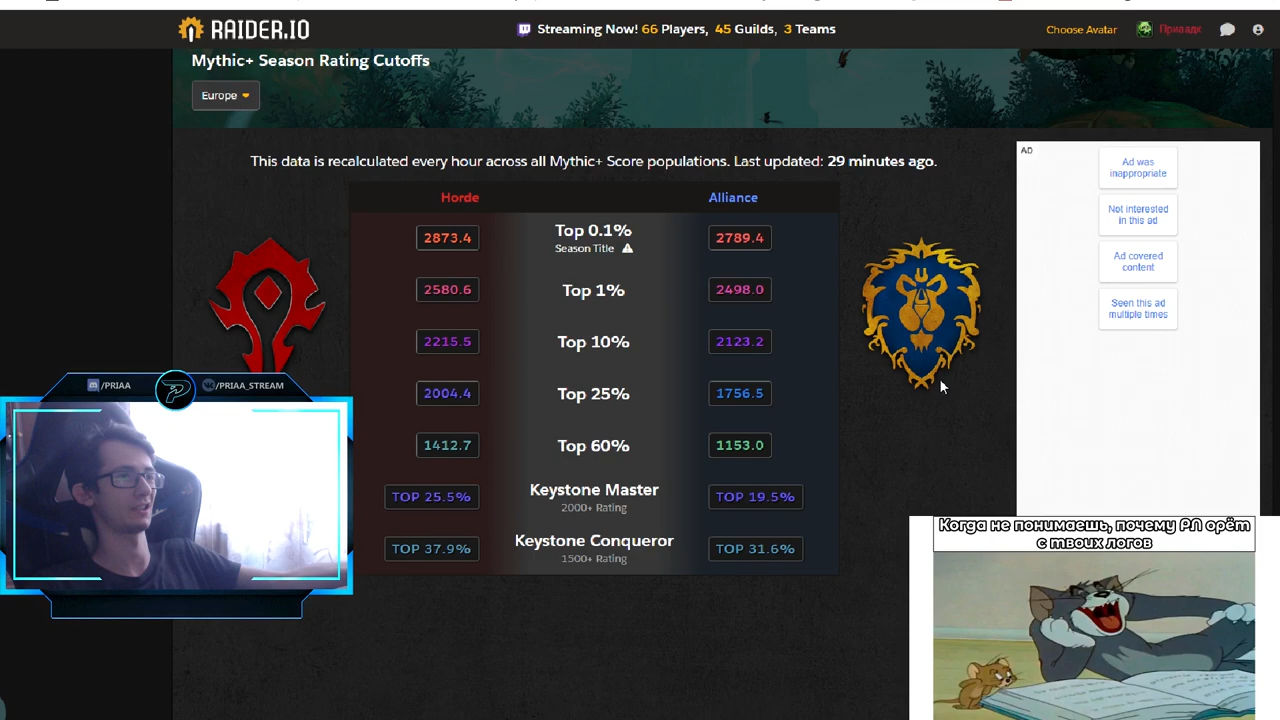 RAIDER.IO
Streaming Now! 66 Players, 45 Guilds, 3 Teams
Choose Avatar
Приаадх
Mythic+ Season Rating Cutoffs
Europe
This data is recalculated every hour across all Mythic+ Score populations. Last updated: 29 minutes ago.
AD
Ad was
inappropriate
Not interested
in this ad
Ad covered
content
Seen this ad
multiple times
Horde Alliance
2873.4 Top 0.1% 2789.4
Season Title
2580.6 Top 1% 2498.0
2215.5 Top 10% 2123.2
2004.4 Top 25% 1756.5
1412.7 Top 60% 1153.0
TOP 25.5% Keystone Master TOP 19.5%
2000+ Rating
TOP 37.9% Keystone Conqueror TOP 31.6%
1500+ Rating
/PRIAA /PRIAA_STREAM
Когда не понимаешь, почему РЛ орёт
с твоих логов